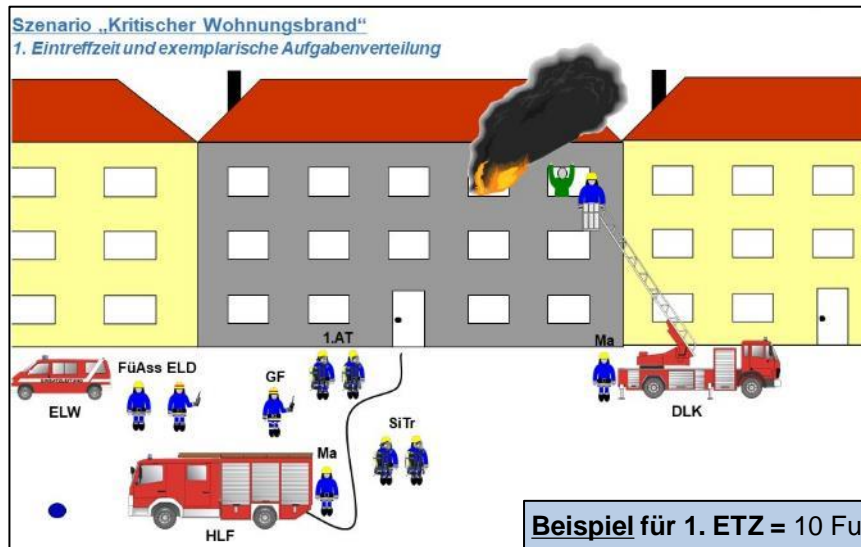 Szenario „Kritischer Wohnungsbrand“
1. Eintreffzeit und exemplarische Aufgabenverteilung
1.AT
Ma
FüAss ELD
GF
ELW
SiTr
DLK
Ma
HLF
Beispiel für 1. ETZ = 10 Fu